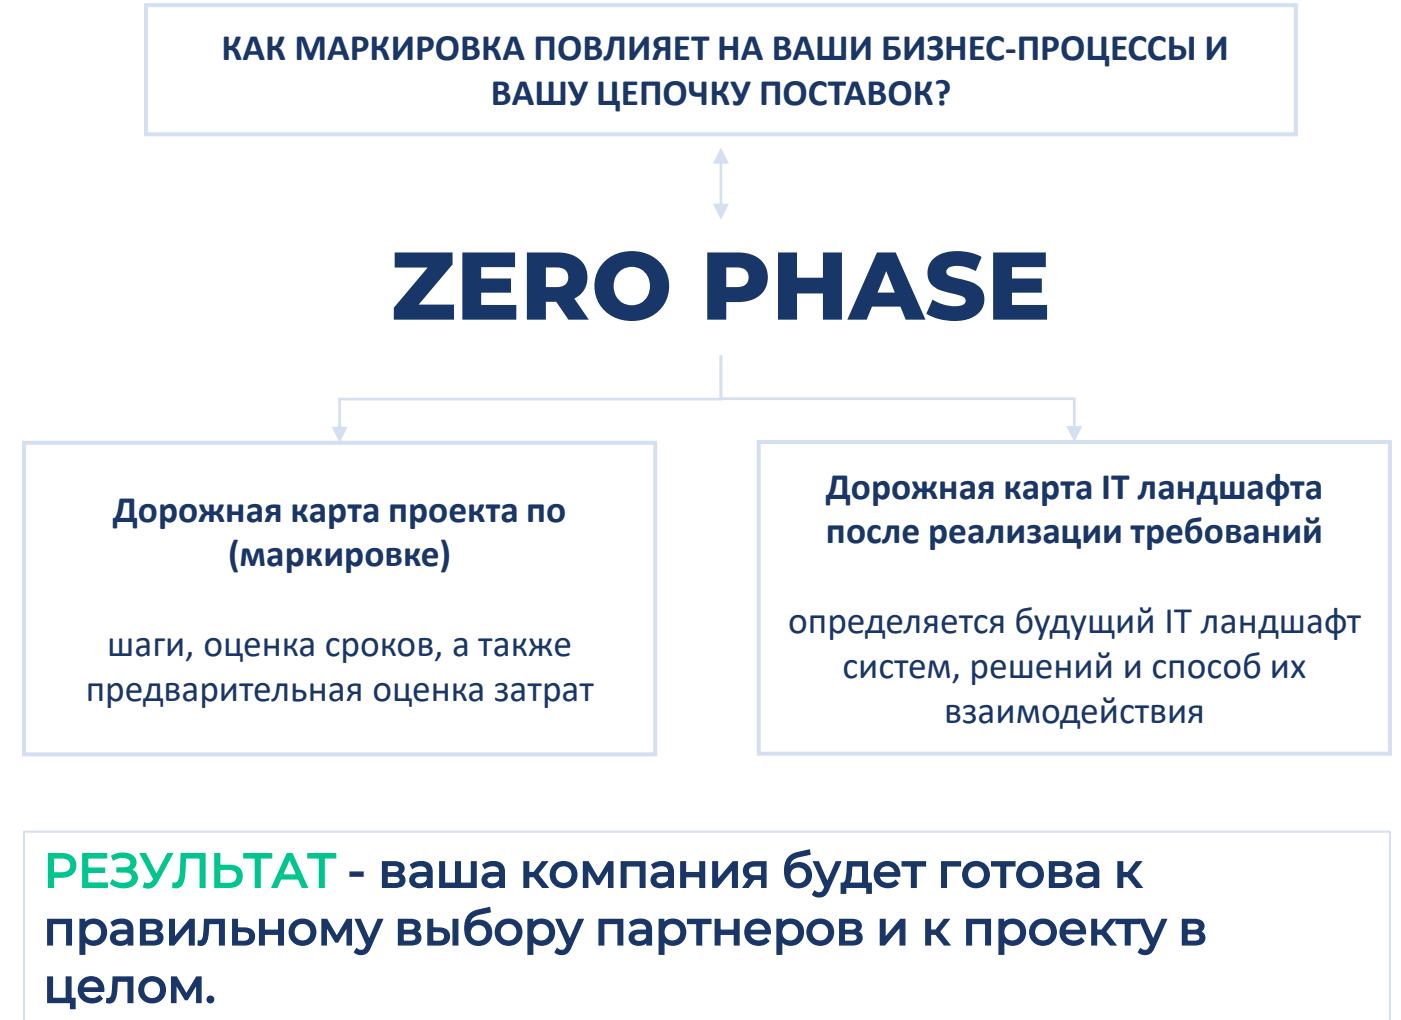 КАК МАРКИРОВКА ПОВЛИЯЕТ НА ВАШИ БИЗНЕС-ПРОЦЕССЫ И
ВАШУ ЦЕПОЧКУ ПОСТАВОК?
ZERO PHASE
Дорожная карта проекта по
(маркировке)
шаги, оценка сроков, а также
предварительная оценка затрат
Дорожная карта IT ландшафта
после реализации требований
определяется будущий IT ландшафт
систем, решений и способ их
взаимодействия
РЕЗУЛЬТАТ - ваша компания будет готова к
правильному выбору партнеров и к проекту в
целом.